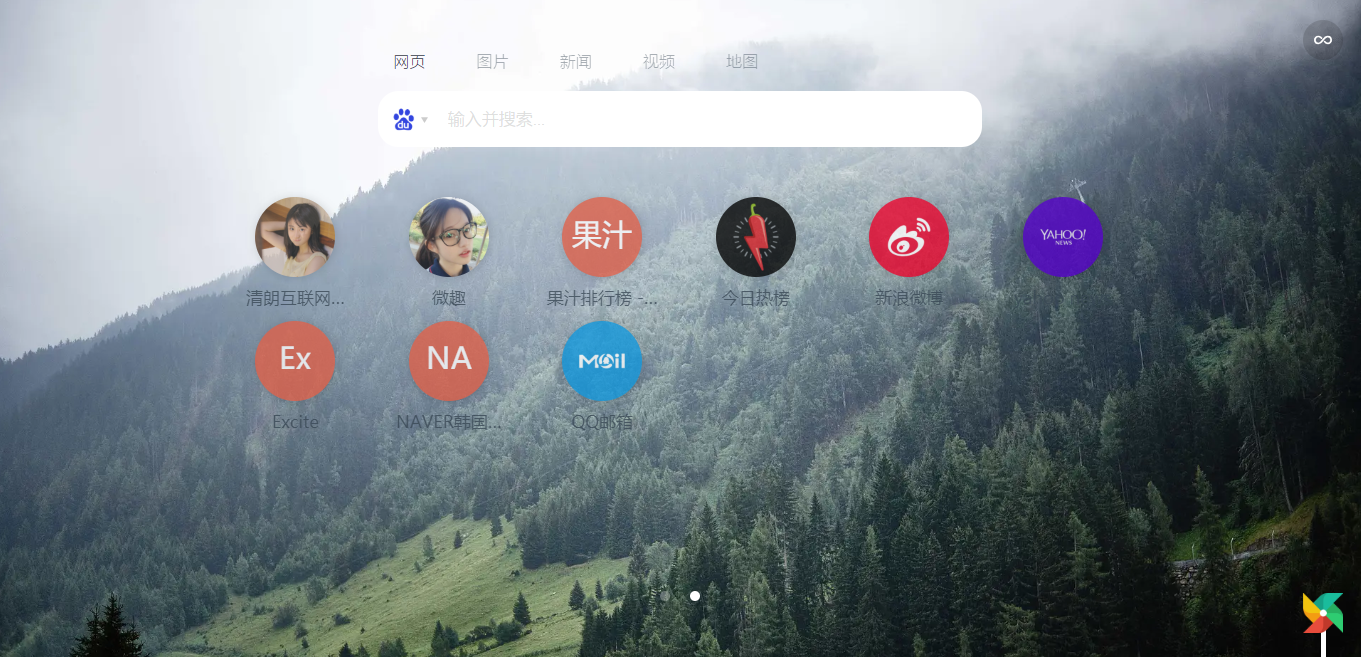 网页 图片 新闻 视频 地图
du 输入并搜索...
果汁 YAHOO! NEWS
清朗互联网... 微趣 果汁排行榜 -... 今日热榜 新浪微博
Ex NA M@il
Excite NAVER韩国... QQ邮箱